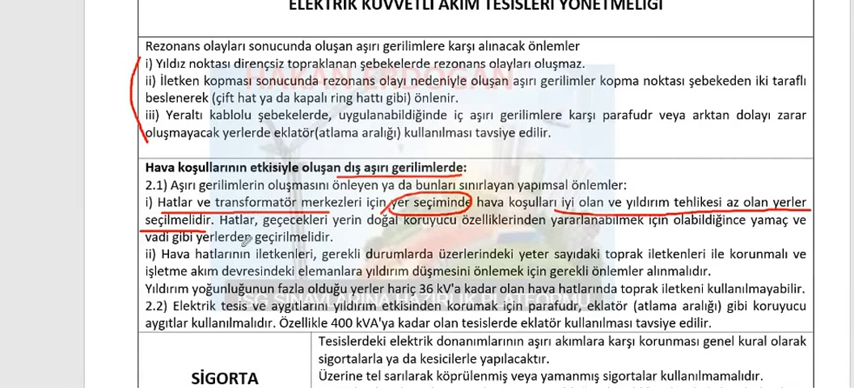 ELEKTRİK KUVVETLİ AKIM TESİSLERİ YÖNETMELİĞİ
Rezonans olayları sonucunda oluşan aşırı gerilimlere karşı alınacak önlemler
i) Yıldız noktası dirençsiz topraklanan şebekelerde rezonans olayları oluşmaz.
HAKAN ERDOĞAN
ii) İletken kopması sonucunda rezonans olayı nedeniyle oluşan aşırı gerilimler kopma noktası şebekeden iki taraflı
beslenerek (çift hat ya da kapalı ring hattı gibi) önlenir.
iii) Yeraltı kablolu şebekelerde, uygulanabildiğinde iç aşırı gerilimlere karşı parafudr veya arktan dolayı zarar
oluşmayacak yerlerde eklatör(atlama aralığı) kullanılması tavsiye edilir.
Hava koşullarının etkisiyle oluşan dış aşırı gerilimlerde:
2.1) Aşırı gerilimlerin oluşmasını önleyen ya da bunları sınırlayan yapımsal önlemler:
i) Hatlar ve transformatör merkezleri için yer seçiminde hava koşulları iyi olan ve yıldırım tehlikesi az olan yerler
seçilmelidir. Hatlar, geçecekleri yerin doğal koruyucu özelliklerinden yararlanabilmek için olabildiğince yamaç ve
vadi gibi yerlerden geçirilmelidir.
ii) Hava hatlarının iletkenleri, gerekli durumlarda üzerlerindeki yeter sayıdaki toprak iletkenleri ile korunmalı ve
işletme akım devresindeki elemanlara yıldırım düşmesini önlemek için gerekli önlemler alınmalıdır.
Yıldırım yoğunluğunun fazla olduğu yerler hariç 36 kV'a kadar olan hava hatlarında toprak iletkeni kullanılmayabilir.
İSG SINAVLARINA HAZIRLIK PLATFORMU
2.2) Elektrik tesis ve aygıtlarını yıldırım etkisinden korumak için parafudr, eklatör (atlama aralığı) gibi koruyucu
aygıtlar kullanılmalıdır. Özellikle 400 kVA'ya kadar olan tesislerde eklatör kullanılması tavsiye edilir.
SİGORTA
Tesislerdeki elektrik donanımlarının aşırı akımlara karşı korunması genel kural olarak
sigortalarla ya da kesicilerle yapılacaktır.
Üzerine tel sarılarak köprülenmiş veya yamanmış sigortalar kullanılmamalıdır.